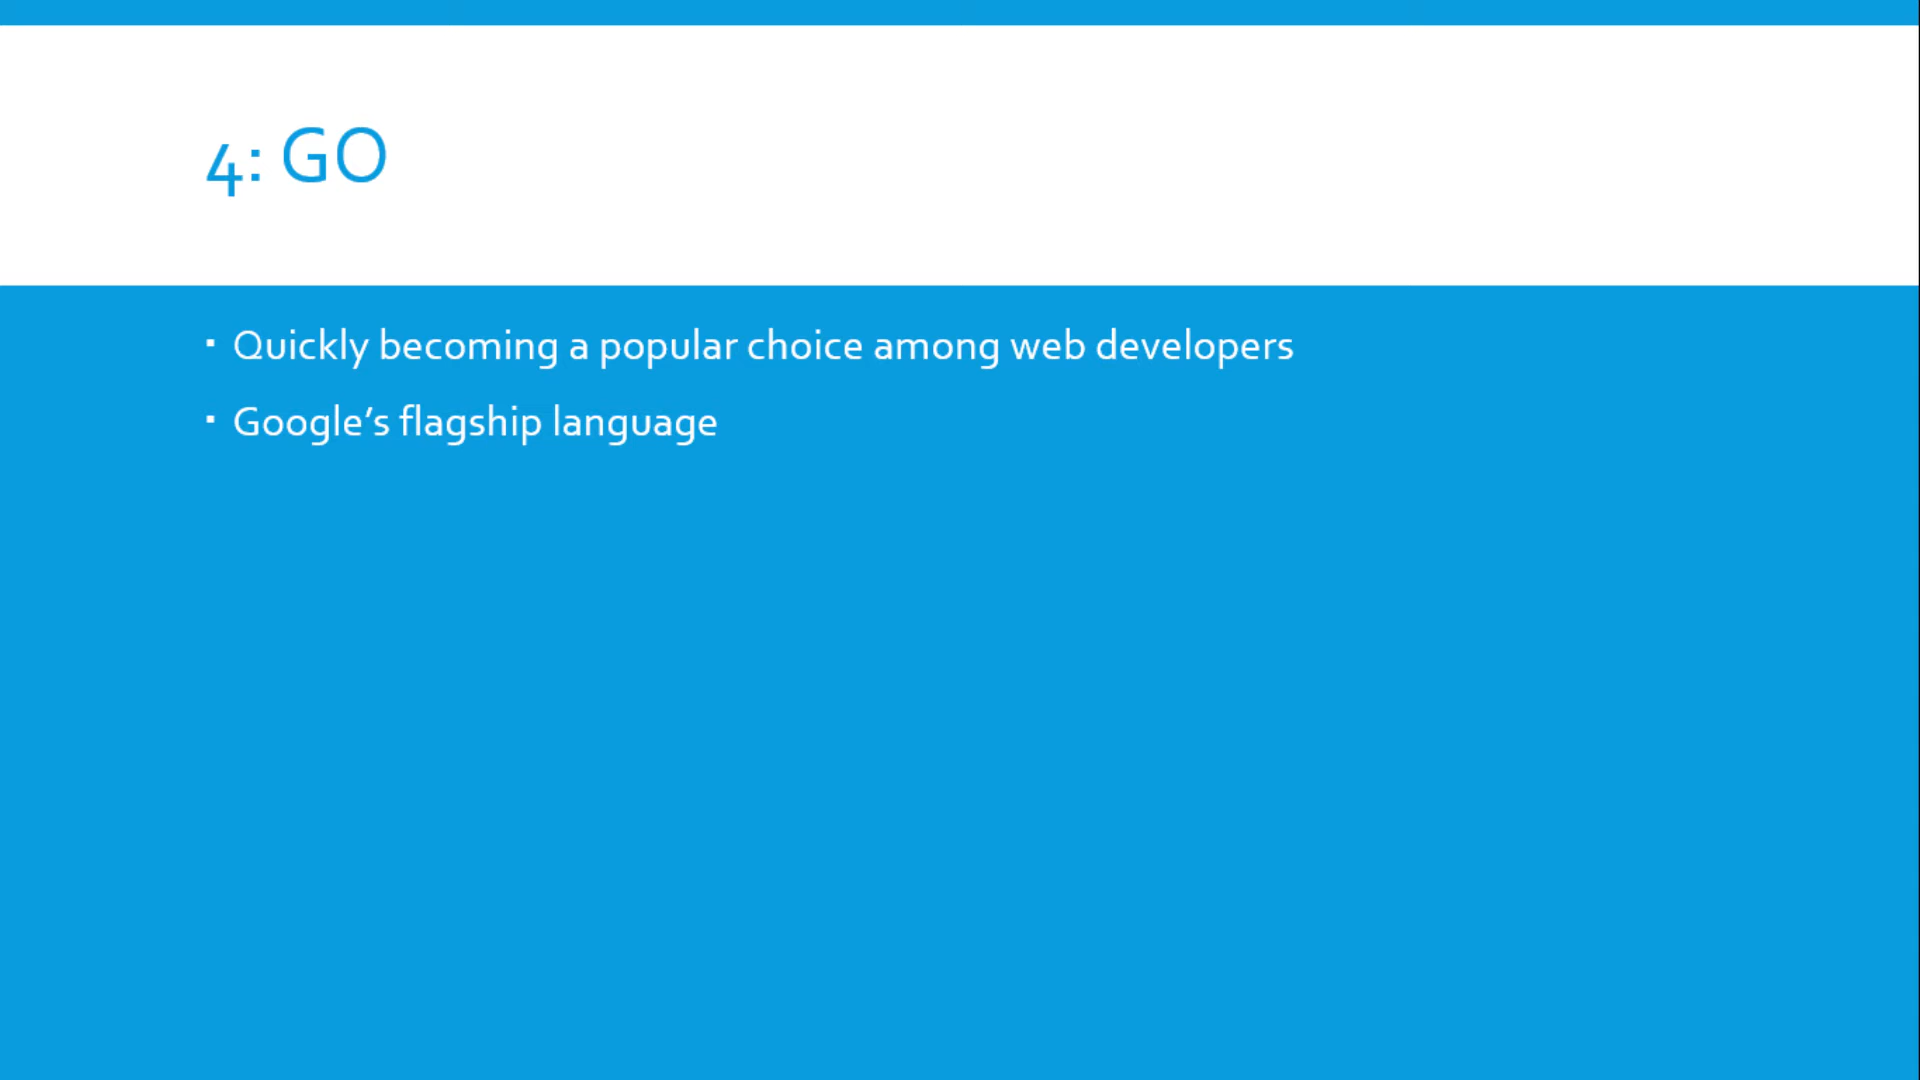 4: GO
▪ Quickly becoming a popular choice among web developers
▪ Google’s flagship language